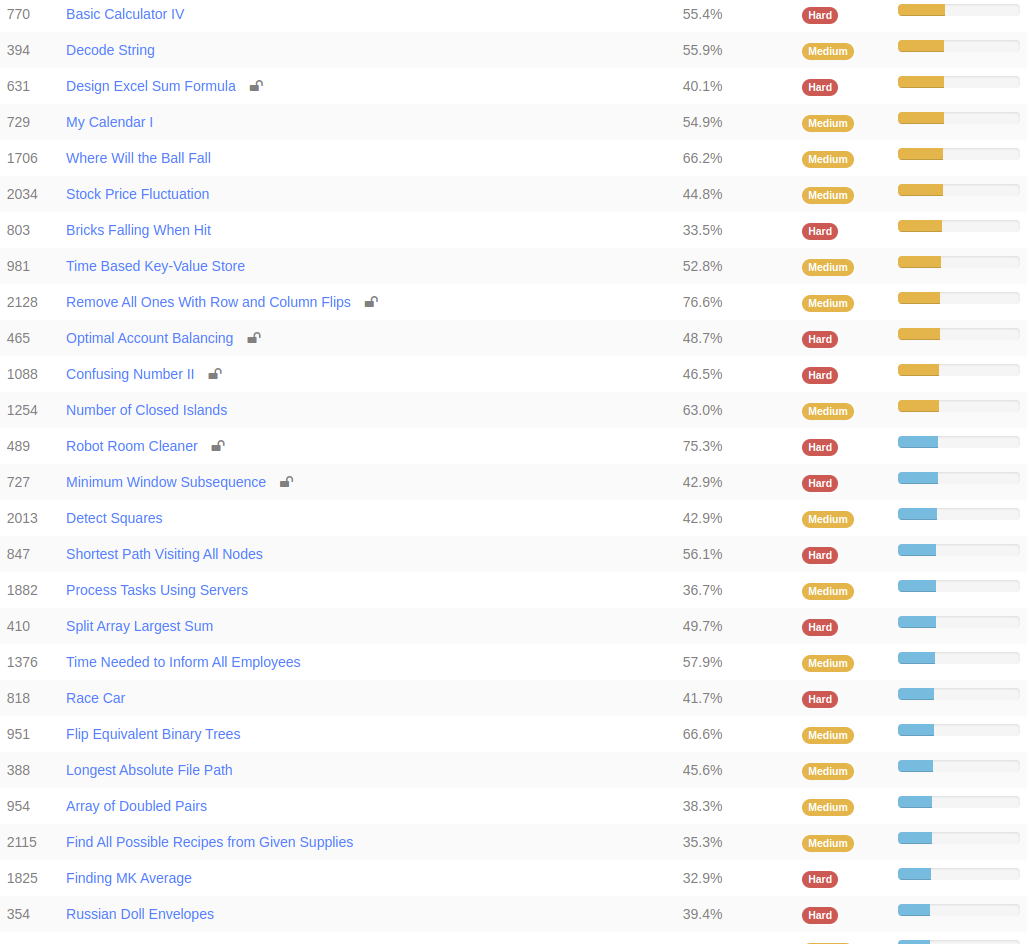 770 Basic Calculator IV 55.4% Hard
394 Decode String 55.9% Medium
631 Design Excel Sum Formula 40.1% Hard
729 My Calendar I 54.9% Medium
1706 Where Will the Ball Fall 66.2% Medium
2034 Stock Price Fluctuation 44.8% Medium
803 Bricks Falling When Hit 33.5% Hard
981 Time Based Key-Value Store 52.8% Medium
2128 Remove All Ones With Row and Column Flips 76.6% Medium
465 Optimal Account Balancing 48.7% Hard
1088 Confusing Number II 46.5% Hard
1254 Number of Closed Islands 63.0% Medium
489 Robot Room Cleaner 75.3% Hard
727 Minimum Window Subsequence 42.9% Hard
2013 Detect Squares 42.9% Medium
847 Shortest Path Visiting All Nodes 56.1% Hard
1882 Process Tasks Using Servers 36.7% Medium
410 Split Array Largest Sum 49.7% Hard
1376 Time Needed to Inform All Employees 57.9% Medium
818 Race Car 41.7% Hard
951 Flip Equivalent Binary Trees 66.6% Medium
388 Longest Absolute File Path 45.6% Medium
954 Array of Doubled Pairs 38.3% Medium
2115 Find All Possible Recipes from Given Supplies 35.3% Medium
1825 Finding MK Average 32.9% Hard
354 Russian Doll Envelopes 39.4% Hard